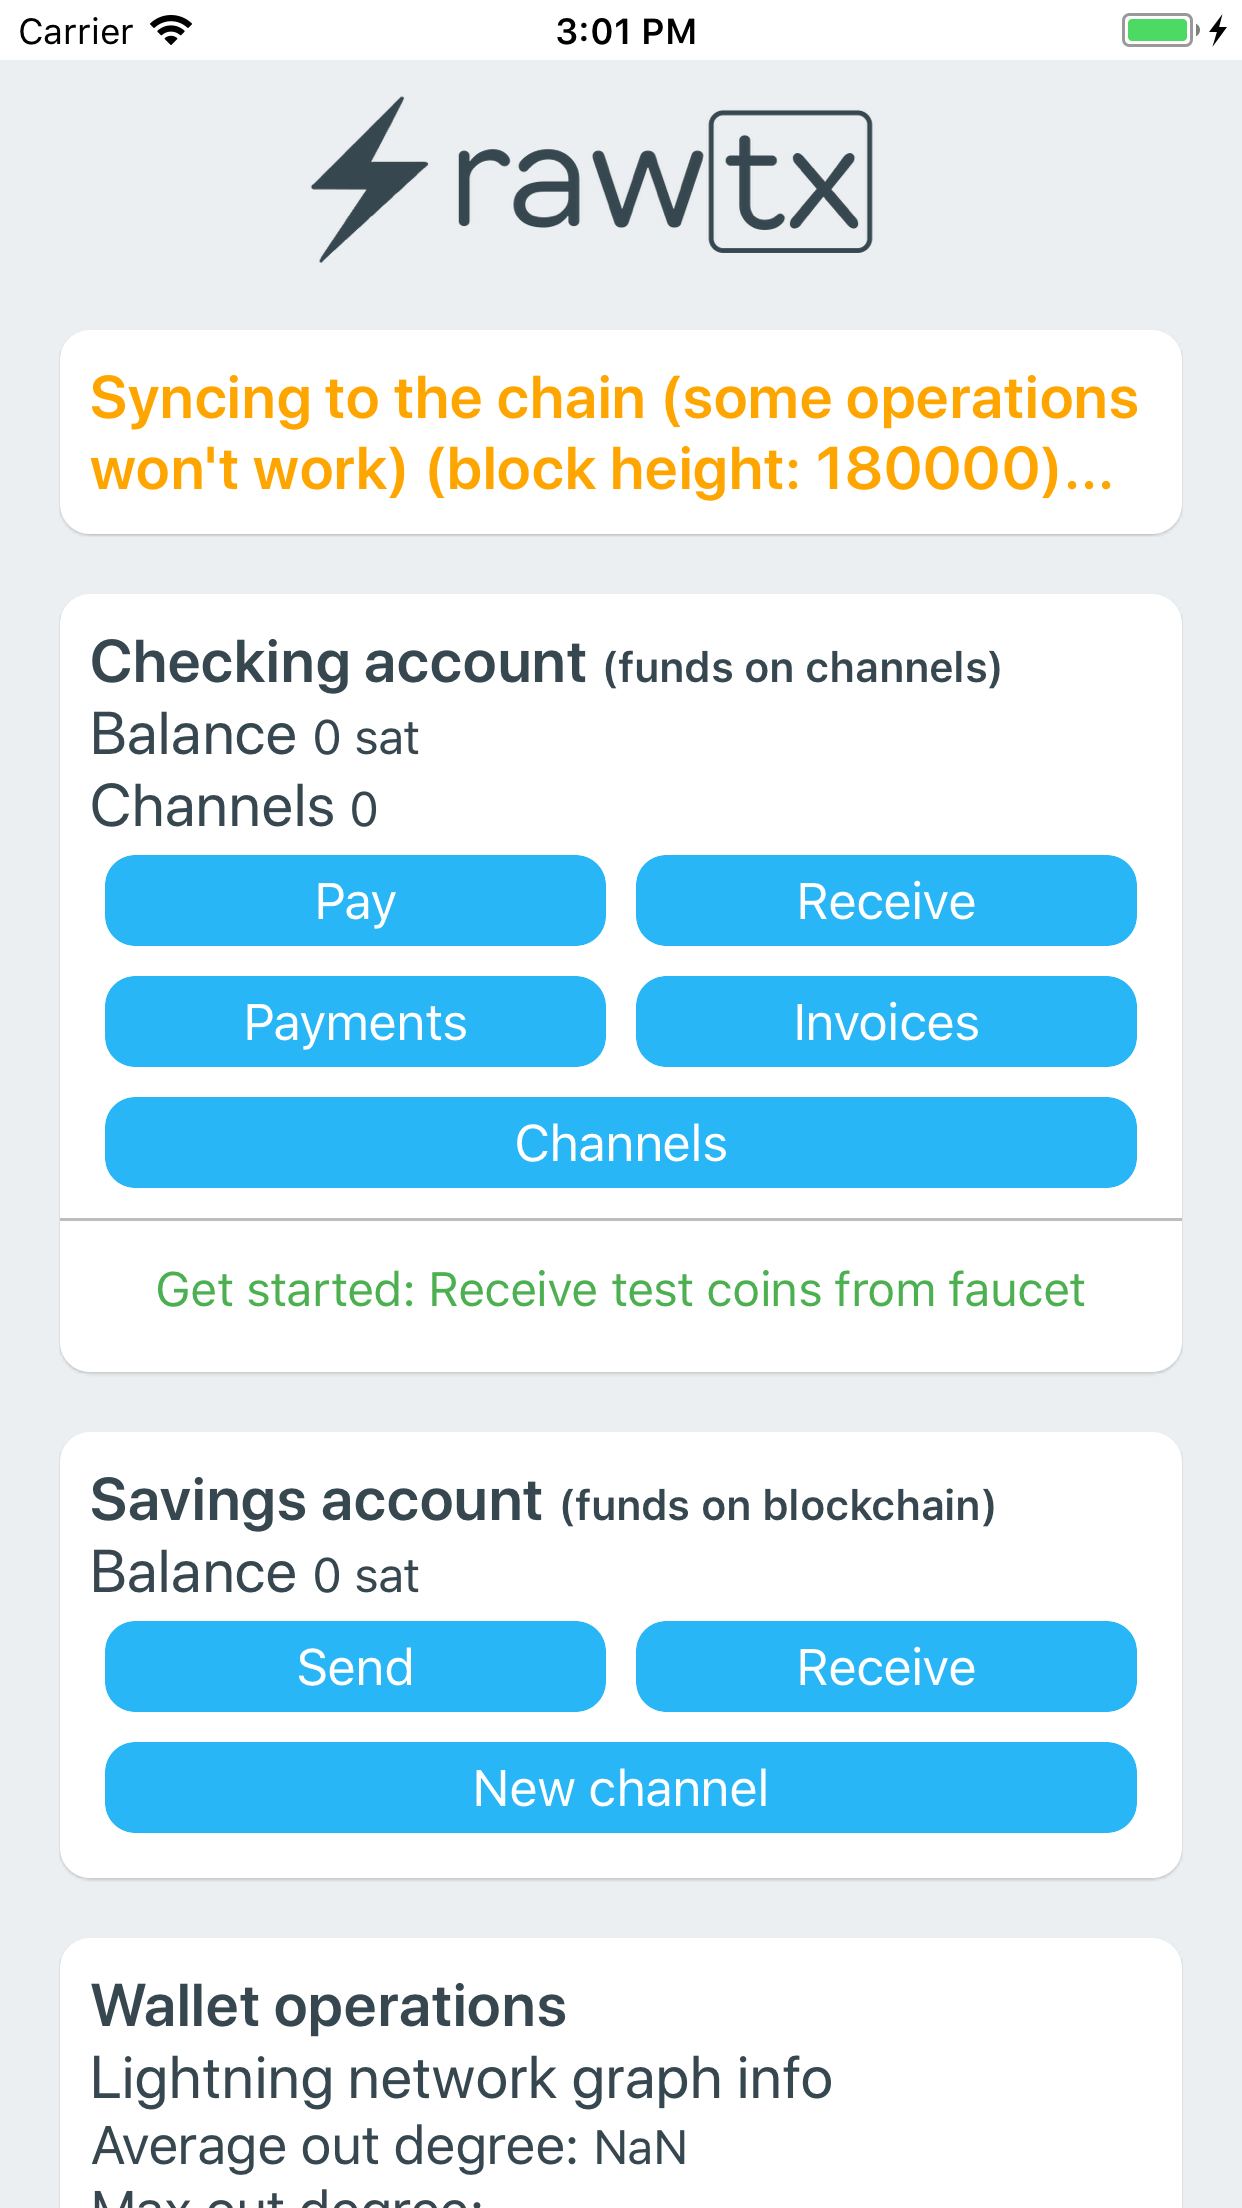 Carrier 3:01 PM
rawtx
Syncing to the chain (some operations
won't work) (block height: 180000)...
Checking account (funds on channels)
Balance 0 sat
Channels 0
Pay Receive
Payments Invoices
Channels
Get started: Receive test coins from faucet
Savings account (funds on blockchain)
Balance 0 sat
Send Receive
New channel
Wallet operations
Lightning network graph info
Average out degree: NaN
Max out degree: